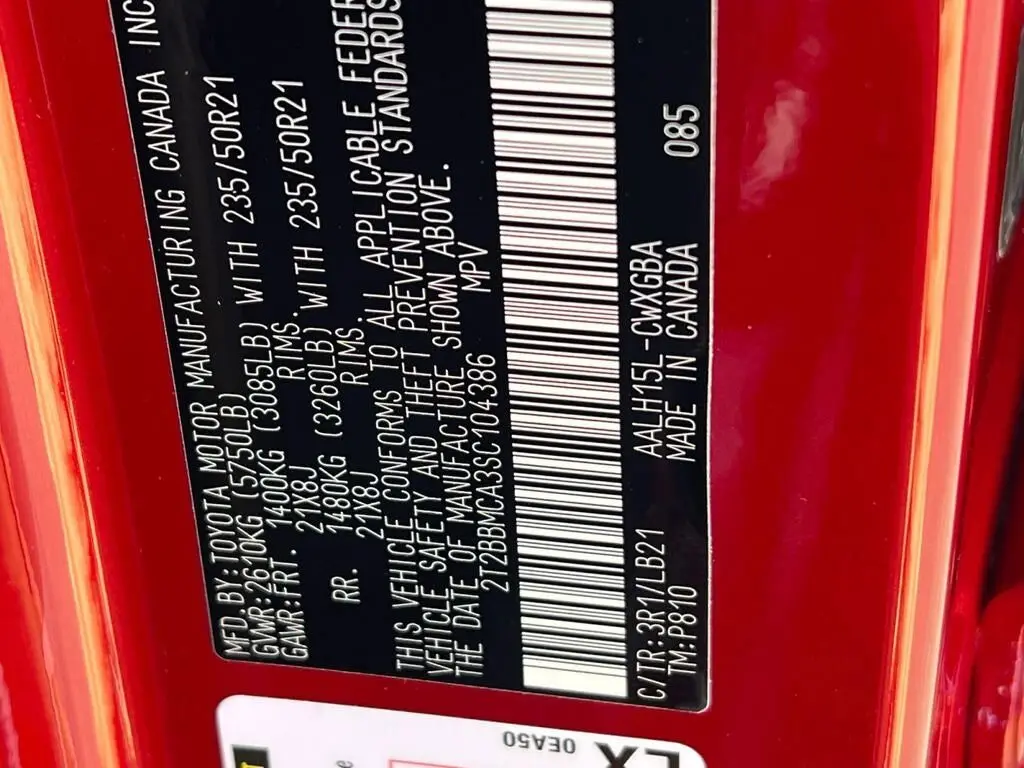 MFD.BY:TOYOTA MOTOR MANUFACTURING CANADA INC
GVWR:2610KG (5750LB)
GAWR:FRT. 1400KG (3085LB) WITH 235/50R21
21X8J RIMS.
RR. 1480KG (3260LB) WITH 235/50R21
21X8J RIMS.
THIS VEHICLE CONFORMS TO ALL APPLICABLE FEDER
VEHICLE SAFETY AND THEFT PREVENTION STANDARDS
THE DATE OF MANUFACTURE SHOWN ABOVE.
2T2BBMCA3SC104386 MPV
C/TR:3R1/LB21 AALH15L-CWXGBA 085
TM:P810 MADE IN CANADA
0EA50